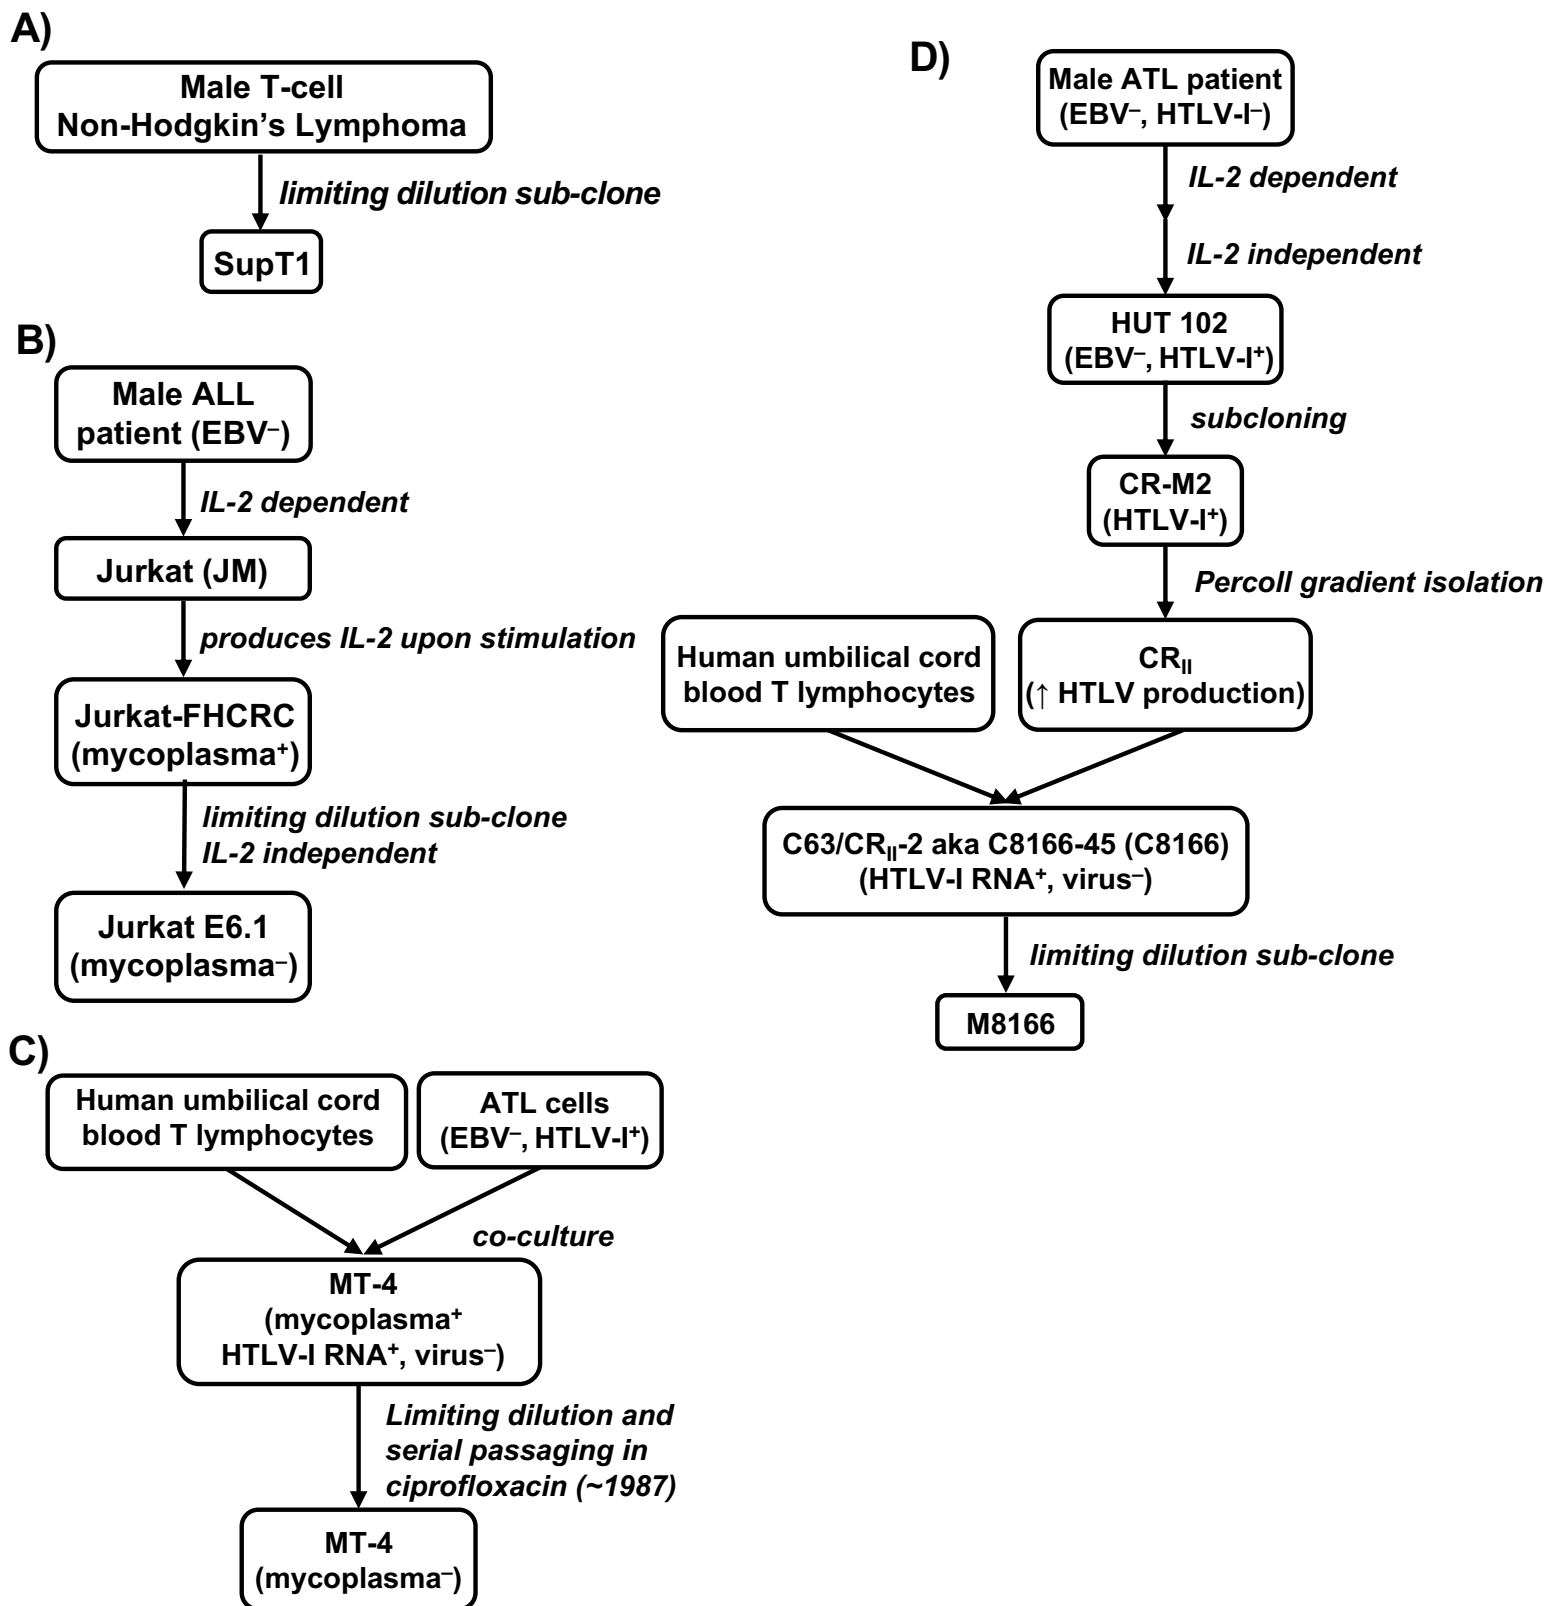 A)
Male T-cell
Non-Hodgkin's Lymphoma
limiting dilution sub-clone
SupT1
B)
Male ALL
patient (EBV⁻)
IL-2 dependent
Jurkat (JM)
produces IL-2 upon stimulation
Jurkat-FHCRC
(mycoplasma⁺)
limiting dilution sub-clone
IL-2 independent
Jurkat E6.1
(mycoplasma⁻)
C)
Human umbilical cord
blood T lymphocytes
ATL cells
(EBV⁻, HTLV-I⁺)
co-culture
MT-4
(mycoplasma⁺
HTLV-I RNA⁺, virus⁻)
Limiting dilution and
serial passaging in
ciprofloxacin (~1987)
MT-4
(mycoplasma⁻)
D)
Male ATL patient
(EBV⁻, HTLV-I⁻)
IL-2 dependent
IL-2 independent
HUT 102
(EBV⁻, HTLV-I⁺)
subcloning
CR-M2
(HTLV-I⁺)
Percoll gradient isolation
Human umbilical cord
blood T lymphocytes
CR_II
(↑ HTLV production)
C63/CR_II-2 aka C8166-45 (C8166)
(HTLV-I RNA⁺, virus⁻)
limiting dilution sub-clone
M8166